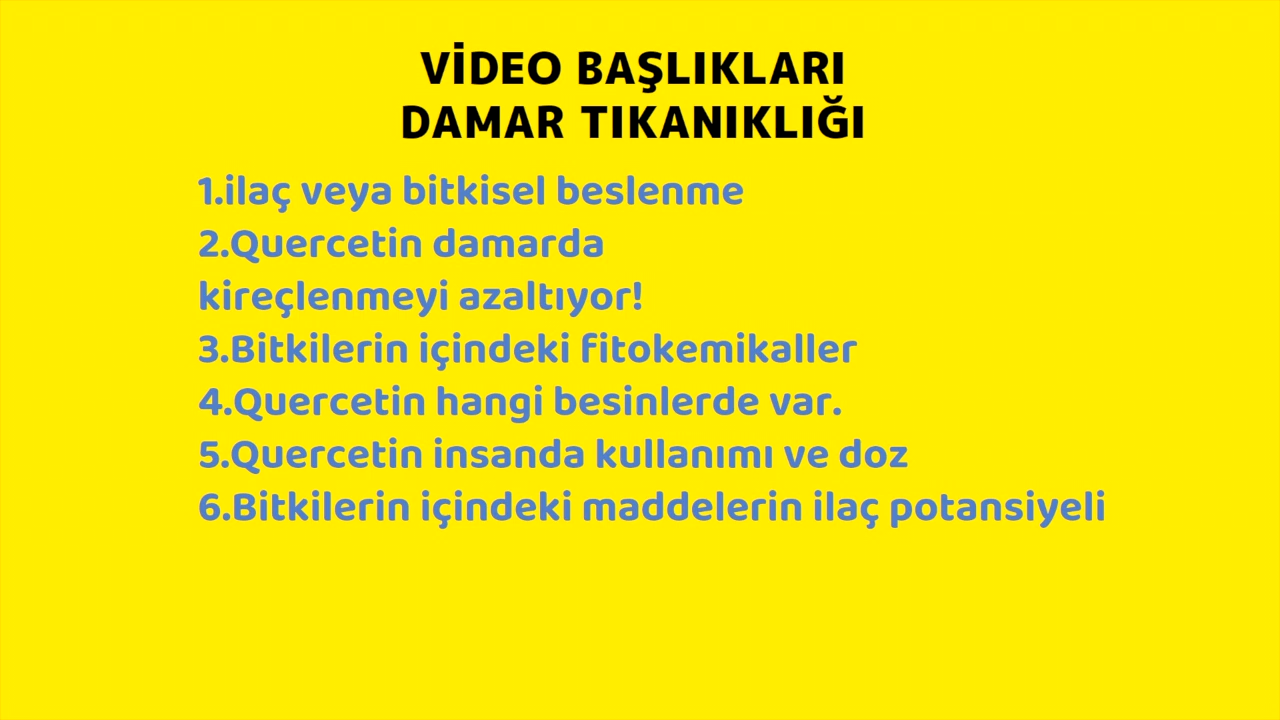 VİDEO BAŞLIKLARI
DAMAR TIKANIKLIĞI
1.ilaç veya bitkisel beslenme
2.Quercetin damarda
kireçlenmeyi azaltıyor!
3.Bitkilerin içindeki fitokemikaller
4.Quercetin hangi besinlerde var.
5.Quercetin insanda kullanımı ve doz
6.Bitkilerin içindeki maddelerin ilaç potansiyeli